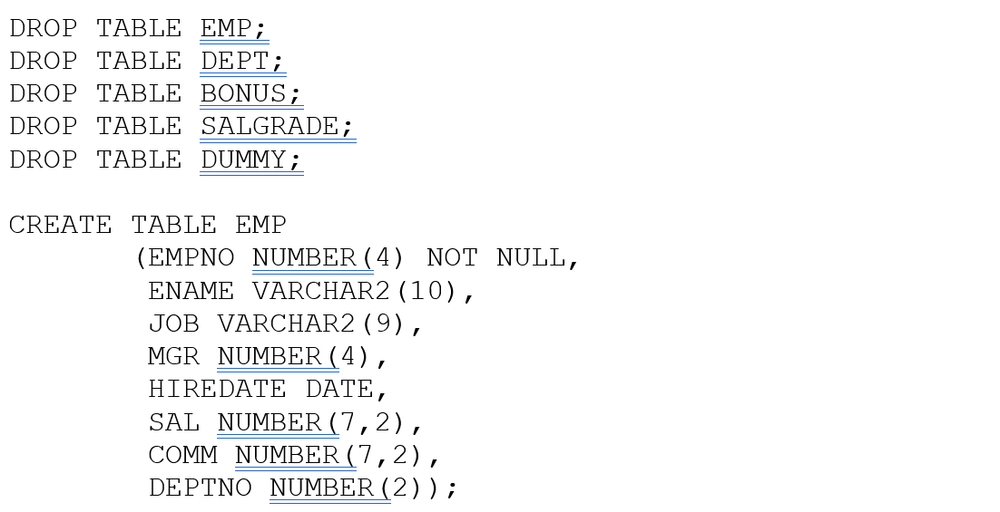 DROP TABLE EMP;
DROP TABLE DEPT;
DROP TABLE BONUS;
DROP TABLE SALGRADE;
DROP TABLE DUMMY;
CREATE TABLE EMP
(EMPNO NUMBER(4) NOT NULL,
ENAME VARCHAR2(10),
JOB VARCHAR2(9),
MGR NUMBER(4),
HIREDATE DATE,
SAL NUMBER(7,2),
COMM NUMBER(7,2),
DEPTNO NUMBER(2));